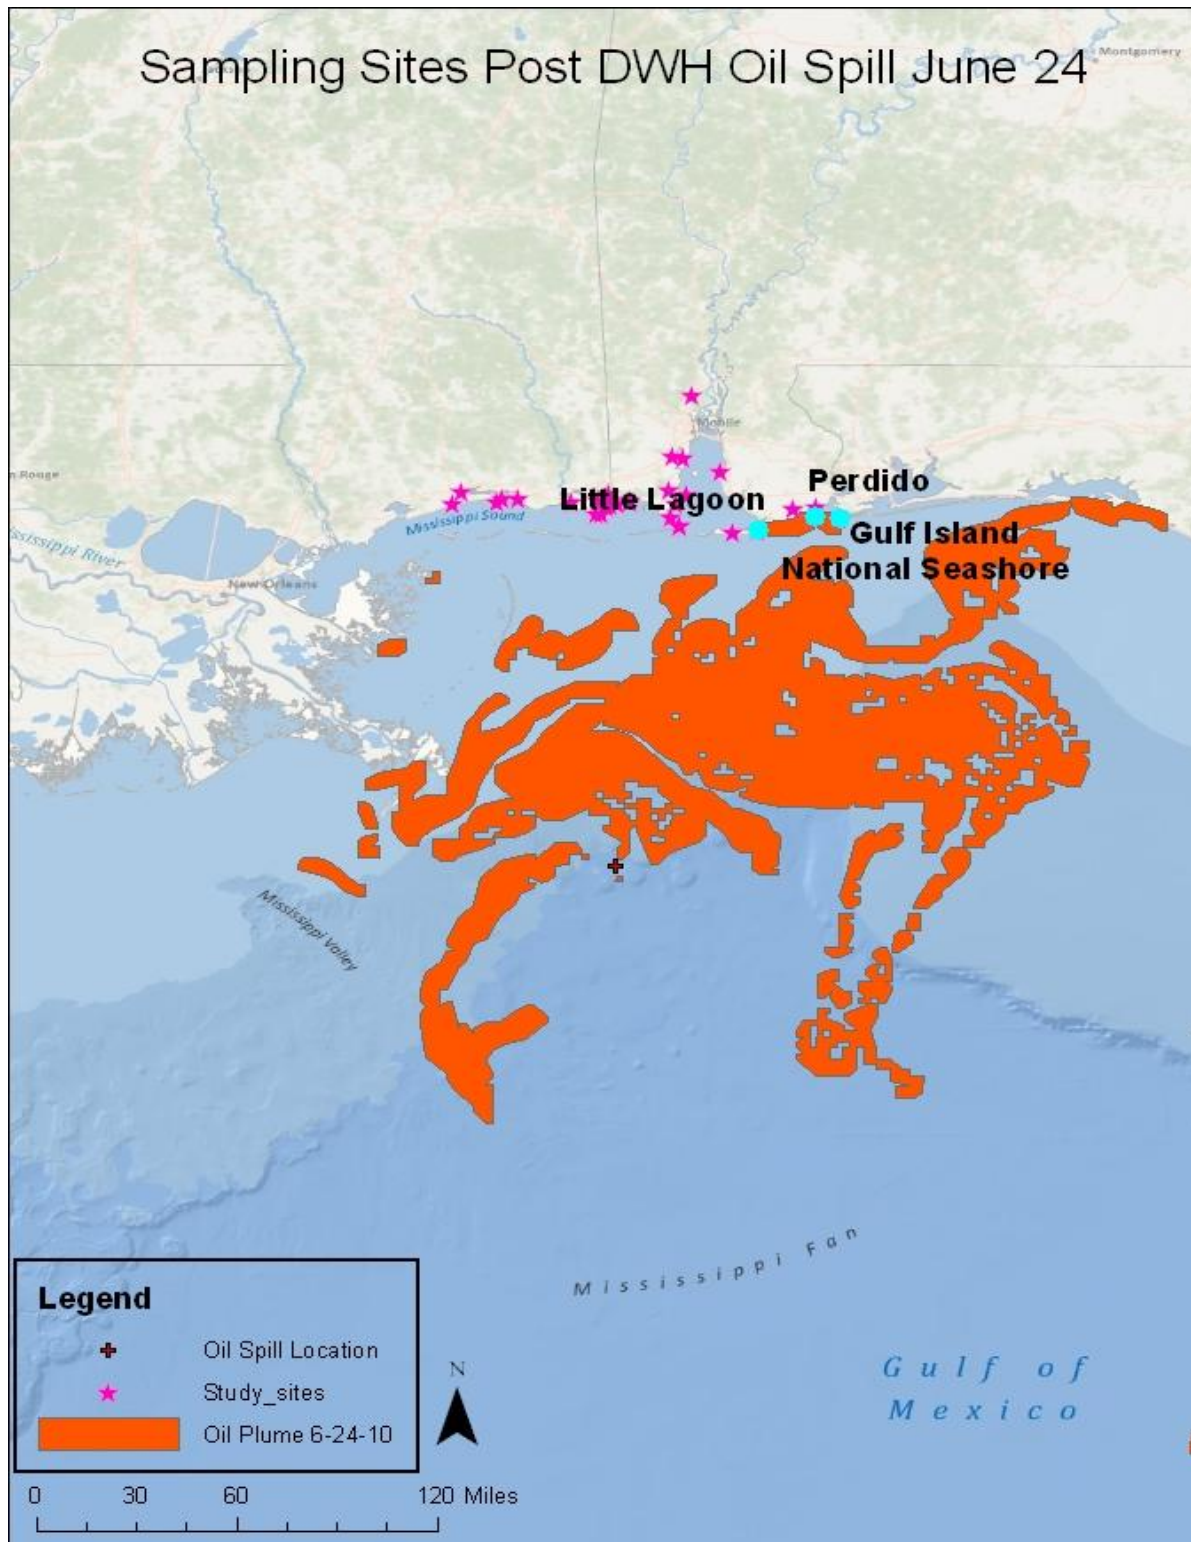 Sampling Sites Post DWH Oil Spill June 24
Montgomery
Mobile
n Rouge
Perdido
Little Lagoon
Mississippi Sound
Gulf Island
National Seashore
ssissippi River
New Orleans
Mississippi Valley
Mississippi Fan
Gulf of
Mexico
Legend
Oil Spill Location
Study_sites
Oil Plume 6-24-10
N
0 30 60 120 Miles